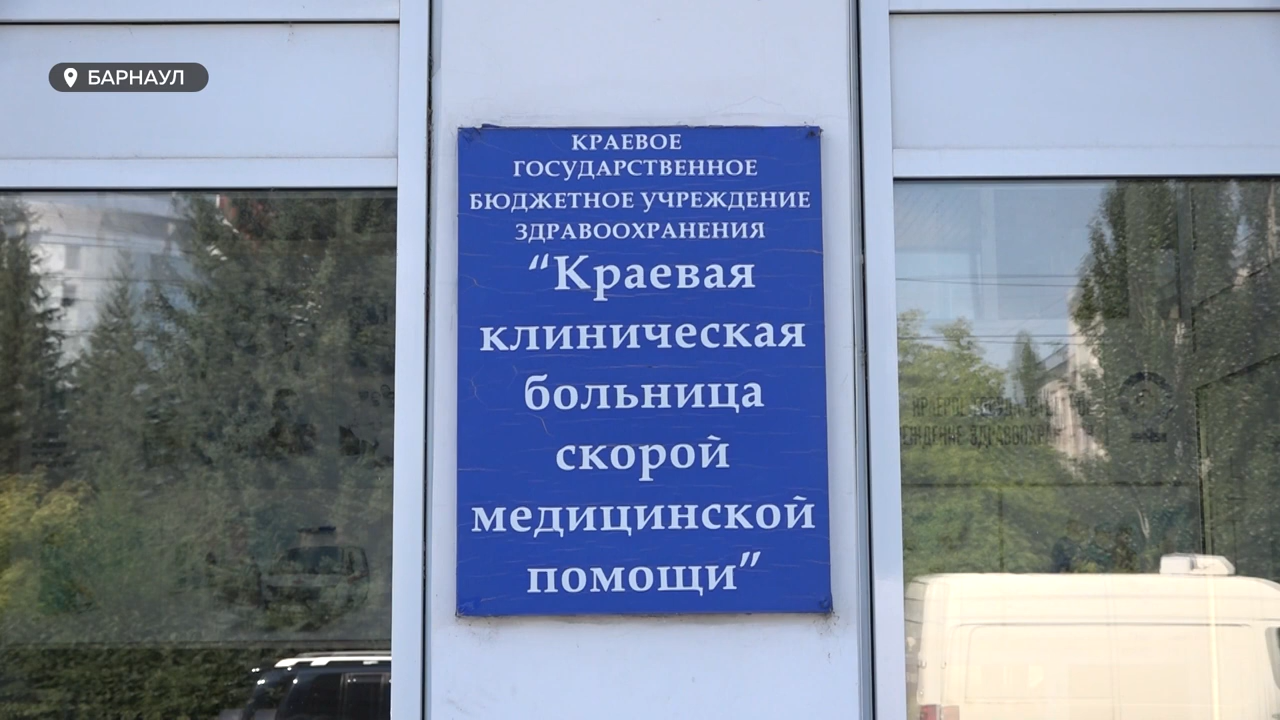 БАРНАУЛ
КРАЕВОЕ
ГОСУДАРСТВЕННОЕ
БЮДЖЕТНОЕ УЧРЕЖДЕНИЕ
ЗДРАВООХРАНЕНИЯ
“Краевая
клиническая
больница
скорой
медицинской
помощи”